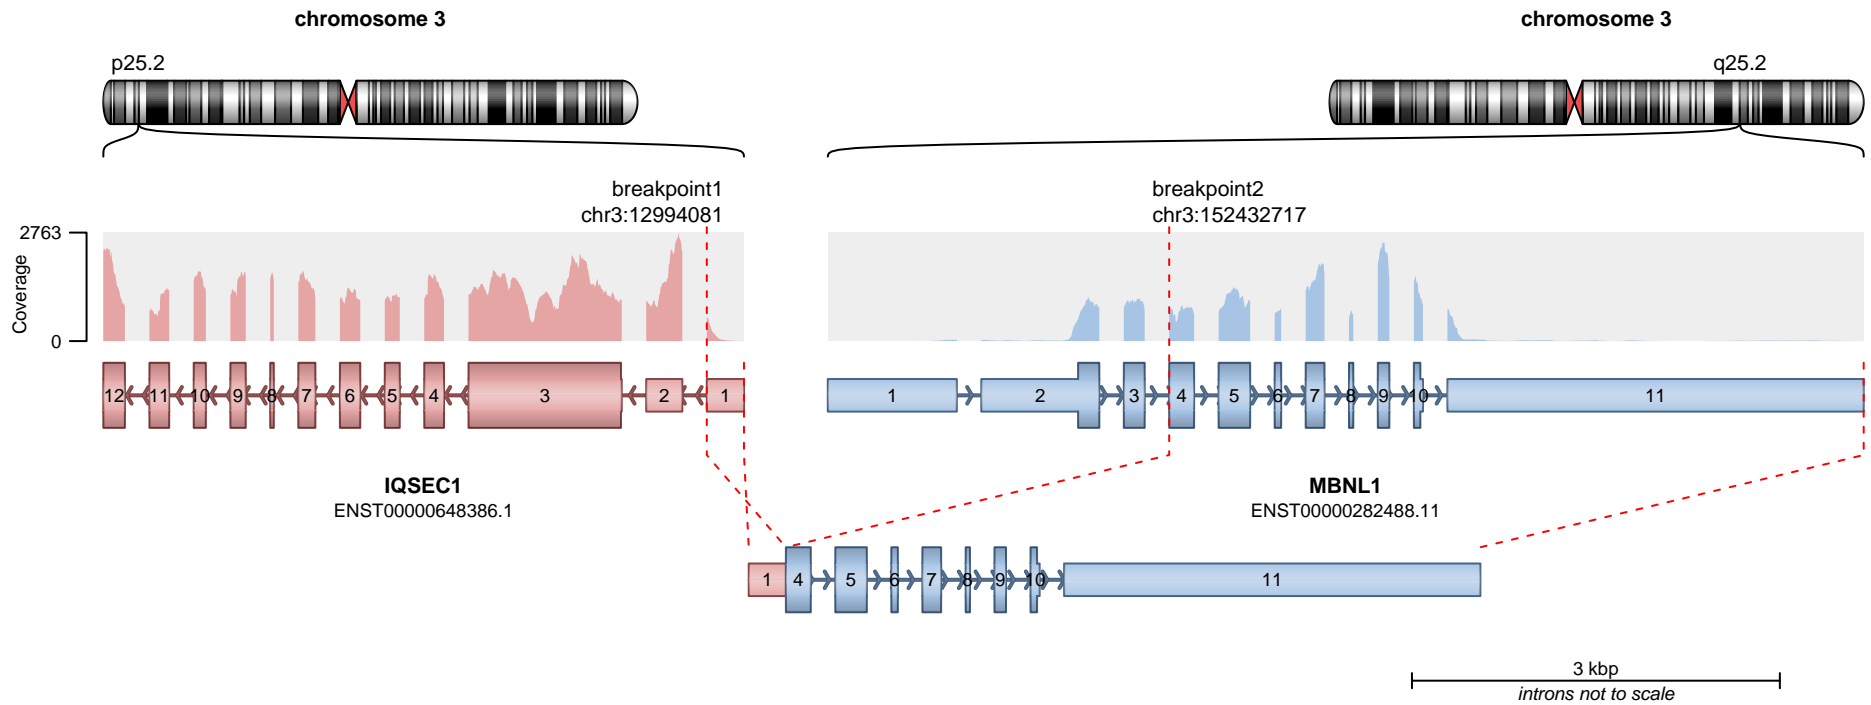 chromosome 3
chromosome 3
p25.2
q25.2
breakpoint1
chr3:12994081
breakpoint2
chr3:152432717
2763
Coverage
0
12 11 10 9 8 7 6 5 4 3 2 1
1 2 3 4 5 6 7 8 9 10 11
IQSEC1
ENST00000648386.1
MBNL1
ENST00000282488.11
1 4 5 6 7 8 9 10 11
3 kbp
introns not to scale